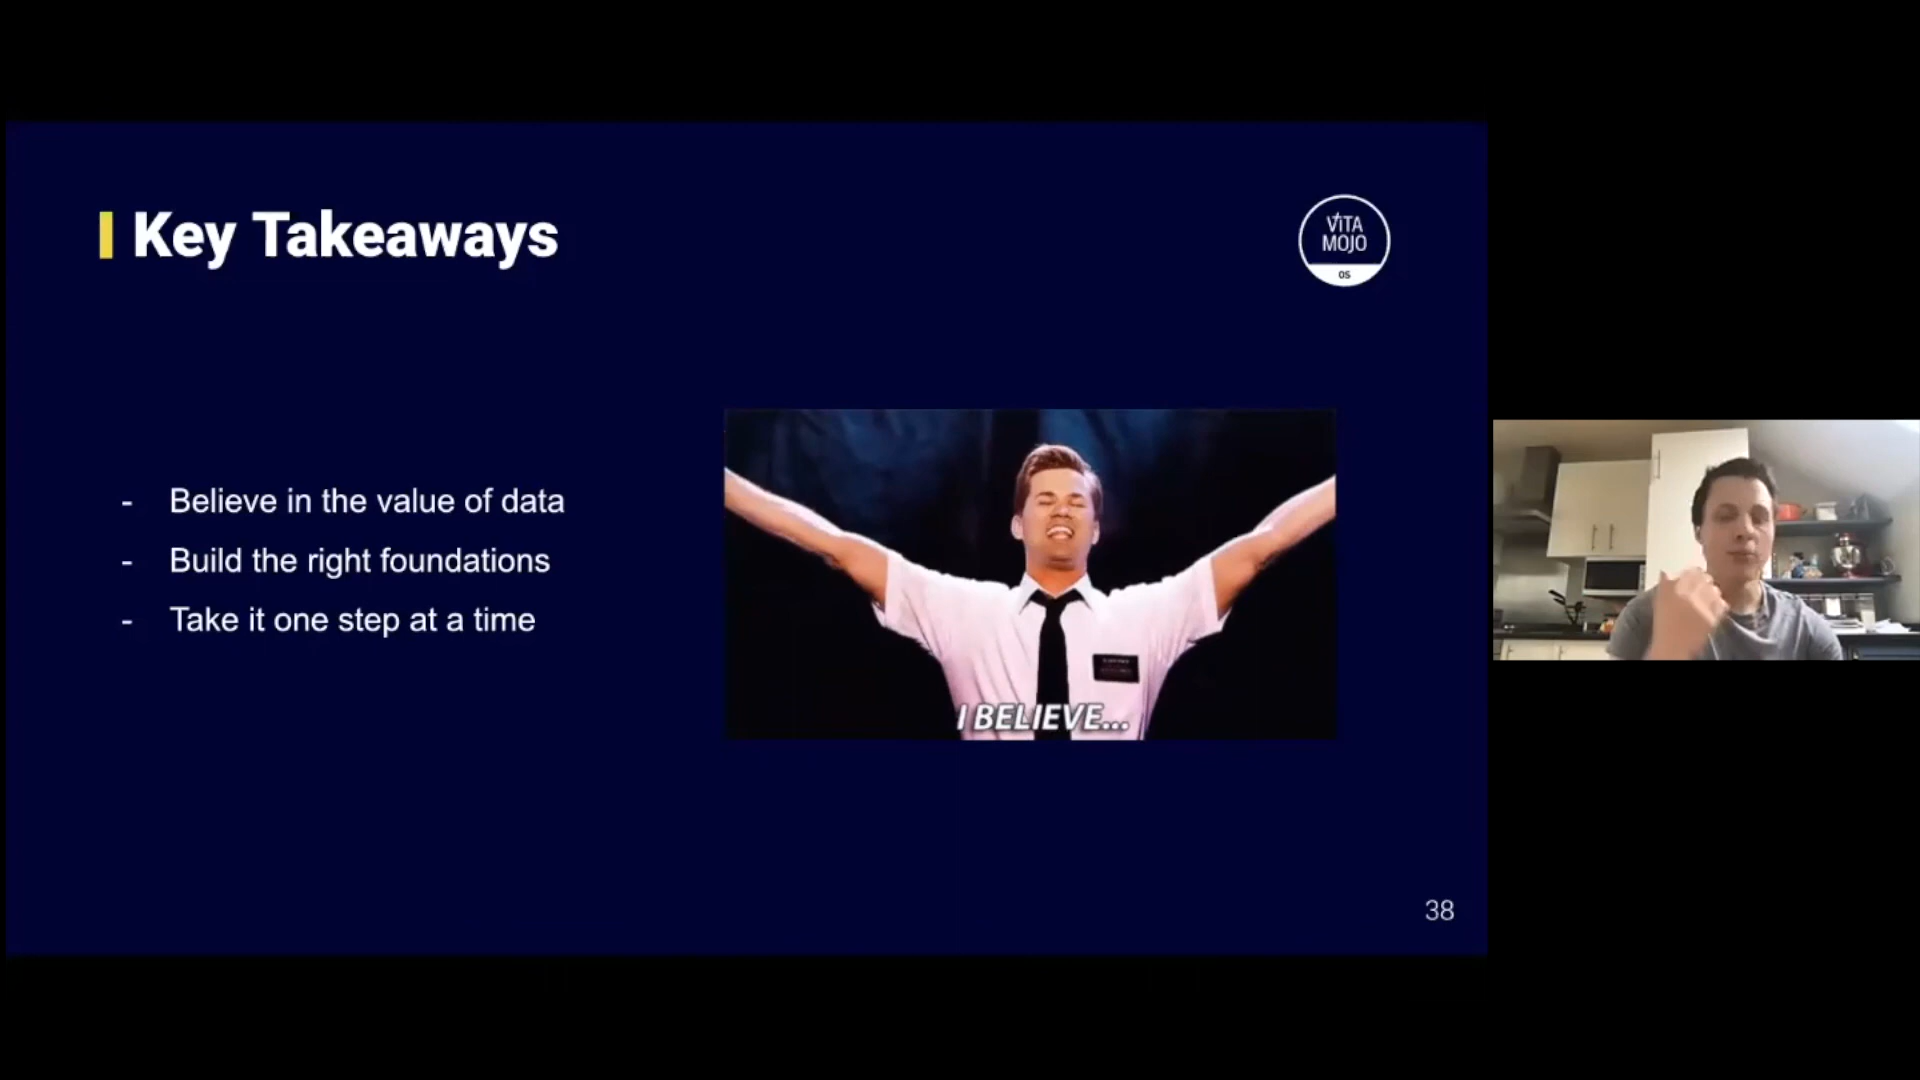 Key Takeaways
VITA
MOJO
OS
- Believe in the value of data
- Build the right foundations
- Take it one step at a time
I BELIEVE...
38